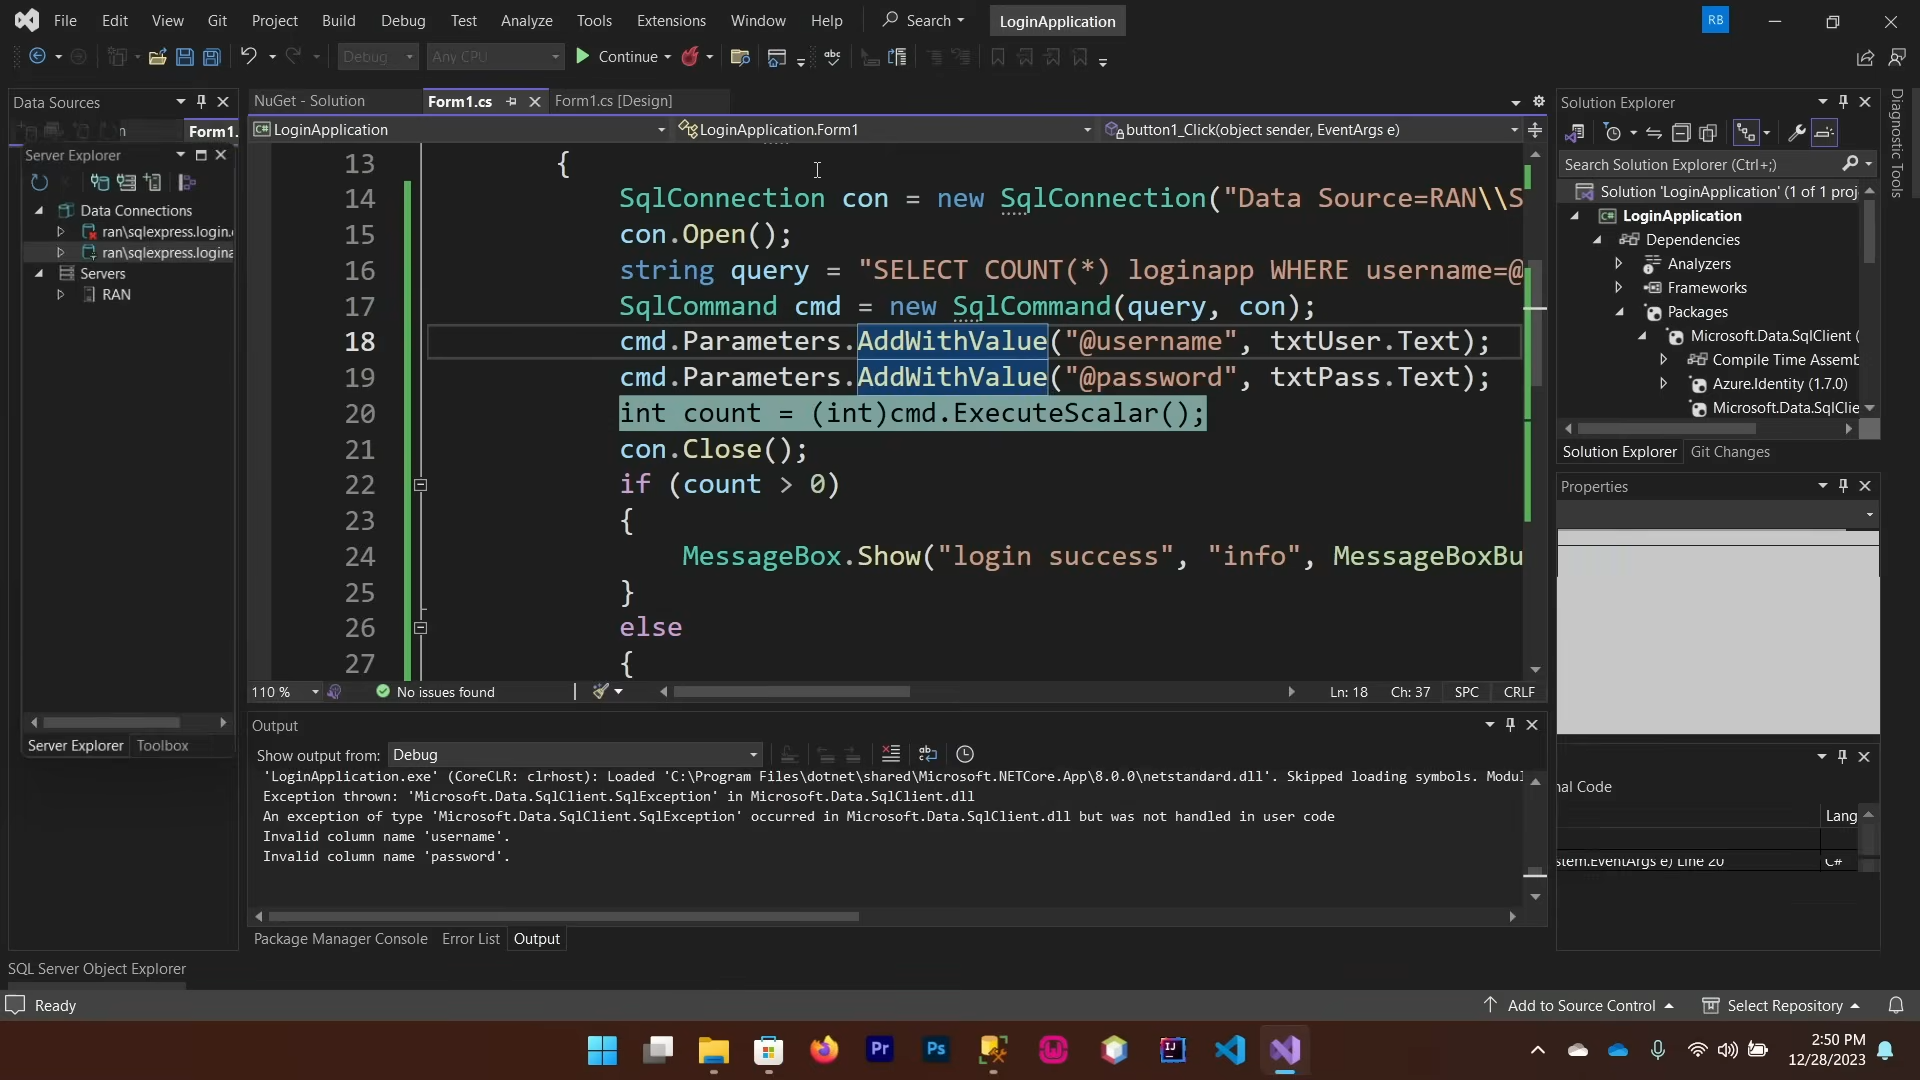 File Edit View Git Project Build Debug Test Analyze Tools Extensions Window Help Search LoginApplication RB
Debug Any CPU Continue
Data Sources
Form1.
Server Explorer
Data Connections
ran\sqlexpress.login.
ran\sqlexpress.logina
Servers
RAN
Server Explorer Toolbox
NuGet - Solution Form1.cs Form1.cs [Design]
C# LoginApplication LoginApplication.Form1 button1_Click(object sender, EventArgs e)
13 {
14 SqlConnection con = new SqlConnection("Data Source=RAN\\S
15 con.Open();
16 string query = "SELECT COUNT(*) loginapp WHERE username=@
17 SqlCommand cmd = new SqlCommand(query, con);
18 cmd.Parameters.AddWithValue("@username", txtUser.Text);
19 cmd.Parameters.AddWithValue("@password", txtPass.Text);
20 int count = (int)cmd.ExecuteScalar();
21 con.Close();
22 if (count > 0)
23 {
24 MessageBox.Show("login success", "info", MessageBoxBu
25 }
26 else
27 {
110 % No issues found Ln: 18 Ch: 37 SPC CRLF
Output
Show output from: Debug
'LoginApplication.exe' (CoreCLR: clrhost): Loaded 'C:\Program Files\dotnet\shared\Microsoft.NETCore.App\8.0.0\netstandard.dll'. Skipped loading symbols. Modul
Exception thrown: 'Microsoft.Data.SqlClient.SqlException' in Microsoft.Data.SqlClient.dll
An exception of type 'Microsoft.Data.SqlClient.SqlException' occurred in Microsoft.Data.SqlClient.dll but was not handled in user code
Invalid column name 'username'.
Invalid column name 'password'.
Package Manager Console Error List Output
Solution Explorer
Search Solution Explorer (Ctrl+;)
Solution 'LoginApplication' (1 of 1 proj
C# LoginApplication
Dependencies
Analyzers
Frameworks
Packages
Microsoft.Data.SqlClient (
Compile Time Assemb
Azure.Identity (1.7.0)
Microsoft.Data.SqlClie
Solution Explorer Git Changes
Properties
nal Code
Lang
stem.EventArgs e) Line 20 C#
Diagnostic Tools
SQL Server Object Explorer
Ready Add to Source Control Select Repository
Pr Ps IJ
2:50 PM
12/28/2023